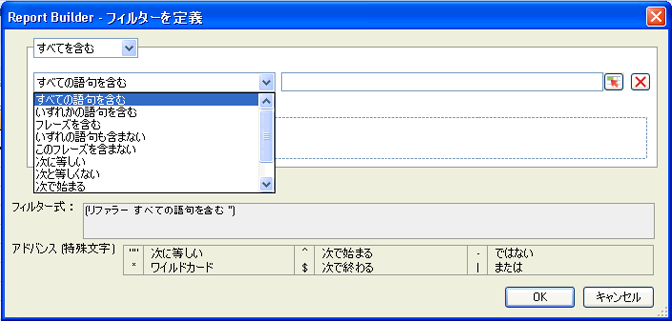 Report Builder - フィルターを定義
すべてを含む
すべての語句を含む
すべての語句を含む
いずれかの語句を含む
フレーズを含む
いずれの語句も含まない
このフレーズを含まない
次に等しい
次と等しくない
次で始まる
フィルター式： (リファラー すべての語句を含む '')
アドバンス (特殊文字) "" 次に等しい ^ 次で始まる - ではない
* ワイルドカード $ 次で終わる | または
OK キャンセル